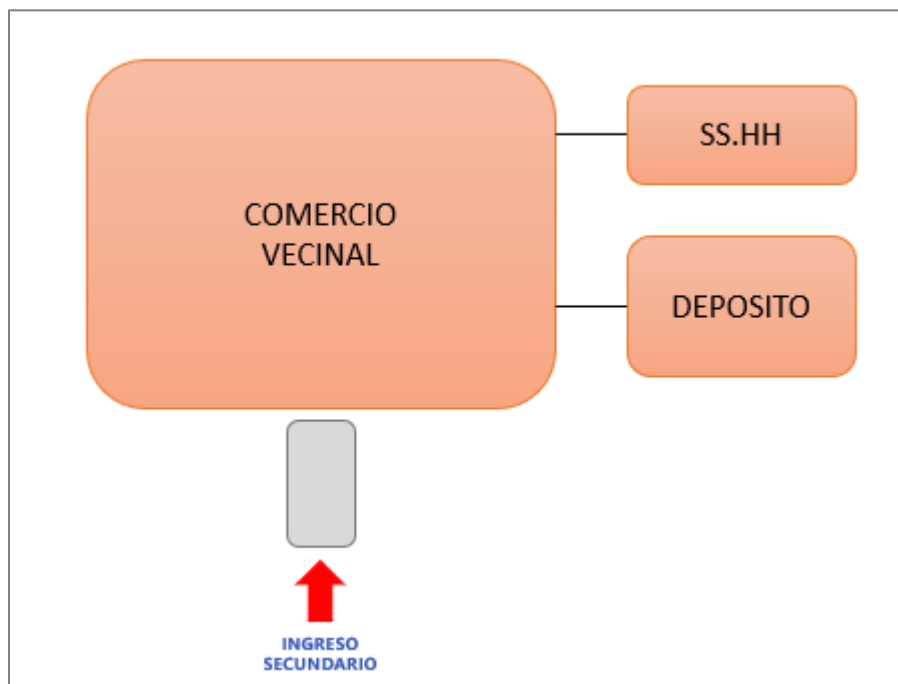 COMERCIO
VECINAL
SS.HH
DEPOSITO
INGRESO
SECUNDARIO